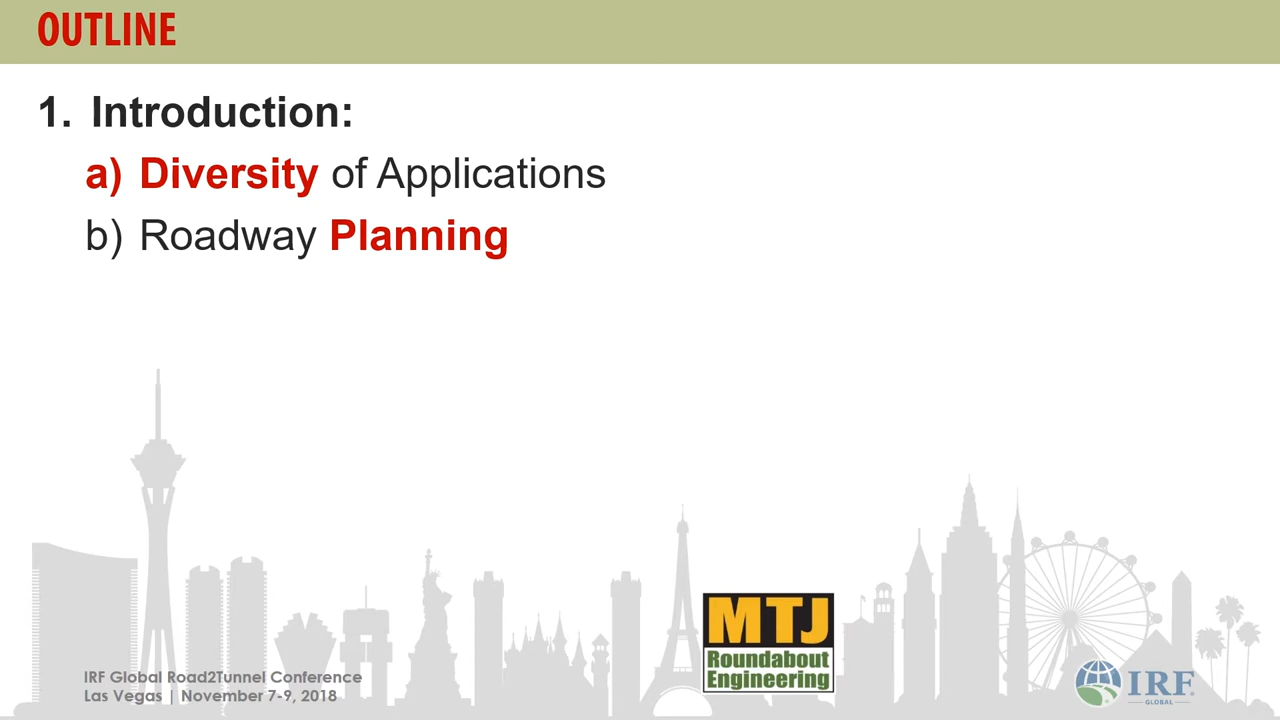 OUTLINE
1. Introduction:
a) Diversity of Applications
b) Roadway Planning
MTJ
Roundabout
Engineering
IRF Global Road2Tunnel Conference
Las Vegas | November 7-9, 2018
IRF
GLOBAL